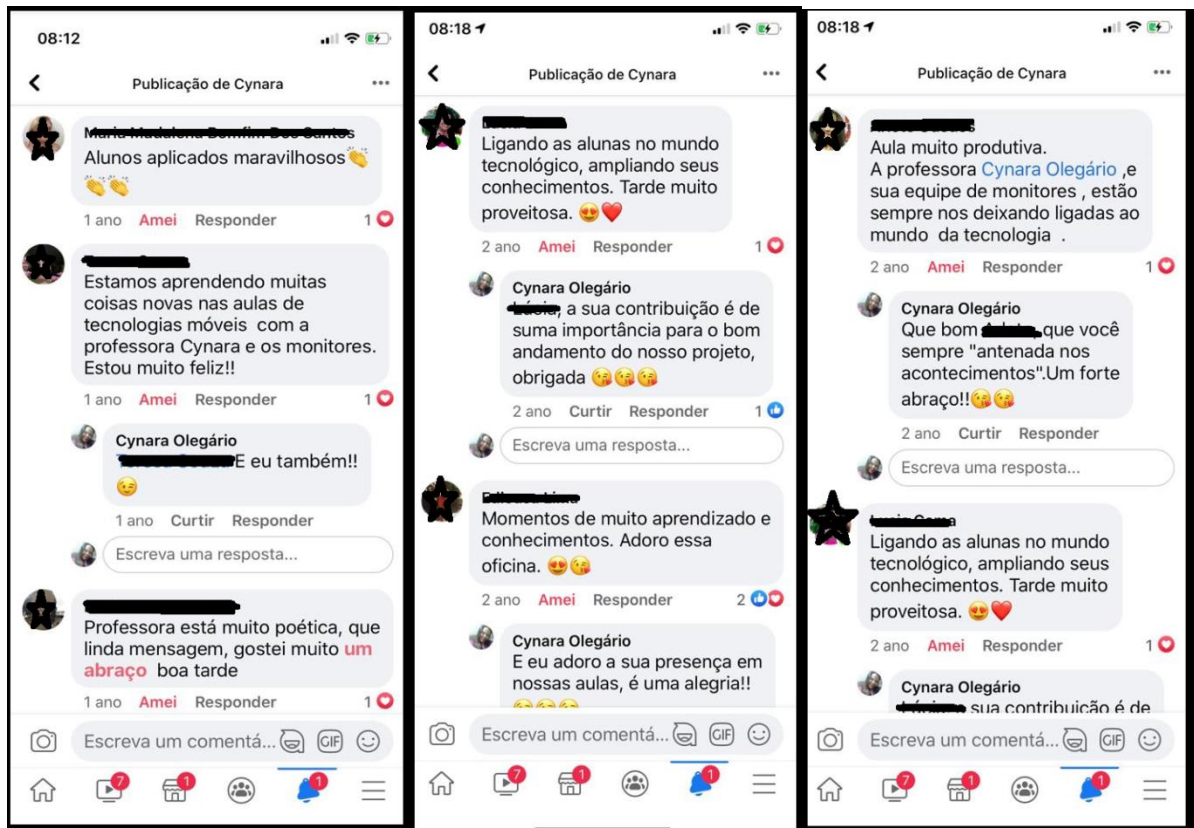 08:12
Publicação de Cynara
Alunos aplicados maravilhosos👏
👏👏
1 ano Amei Responder 1
Estamos aprendendo muitas
coisas novas nas aulas de
tecnologias móveis com a
professora Cynara e os monitores.
Estou muito feliz!!
1 ano Amei Responder 1
Cynara Olegário
E eu também!!
😉
1 ano Curtir Responder
Escreva uma resposta...
Professora está muito poética, que
linda mensagem, gostei muito um
abraço boa tarde
1 ano Amei Responder 1
Escreva um comentá... GIF
7 1 1
08:18
Publicação de Cynara
Ligando as alunas no mundo
tecnológico, ampliando seus
conhecimentos. Tarde muito
proveitosa. 😍❤️
2 ano Amei Responder 1
Cynara Olegário
a sua contribuição é de
suma importância para o bom
andamento do nosso projeto,
obrigada 😘😘😘
2 ano Curtir Responder 1
Escreva uma resposta...
Momentos de muito aprendizado e
conhecimentos. Adoro essa
oficina. 😍😘
2 ano Amei Responder 2
Cynara Olegário
E eu adoro a sua presença em
nossas aulas, é uma alegria!!
😘😘😘
Escreva um comentá... GIF
7 1 1
08:18
Publicação de Cynara
Aula muito produtiva.
A professora Cynara Olegário ,e
sua equipe de monitores , estão
sempre nos deixando ligadas ao
mundo da tecnologia .
2 ano Amei Responder 1
Cynara Olegário
Que bom que você
sempre "antenada nos
acontecimentos".Um forte
abraço!!😘😘
2 ano Curtir Responder
Escreva uma resposta...
Ligando as alunas no mundo
tecnológico, ampliando seus
conhecimentos. Tarde muito
proveitosa. 😍❤️
2 ano Amei Responder 1
Cynara Olegário
sua contribuição é de
Escreva um comentá... GIF
7 1 1